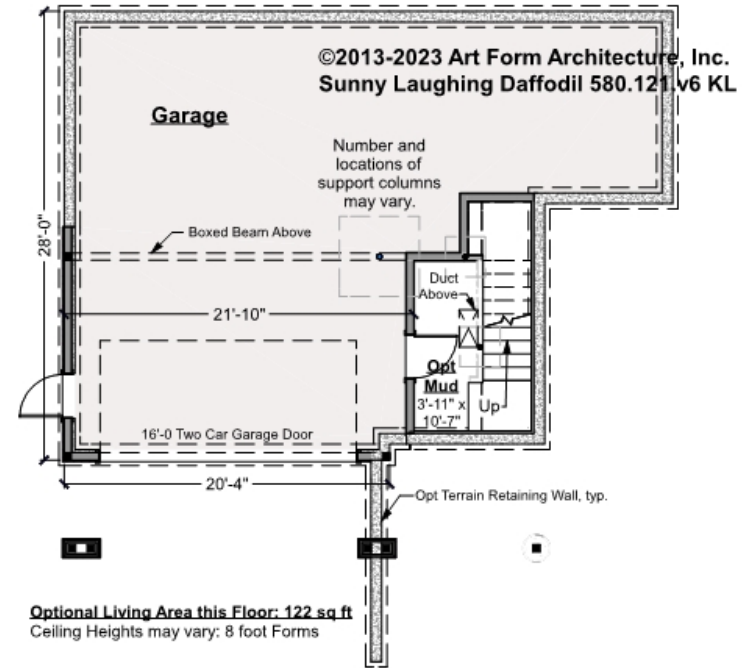 ©2013-2023 Art Form Architecture, Inc.
Sunny Laughing Daffodil 580.121.v6 KL
Garage
Number and
locations of
support columns
may vary.
28'-0"
Boxed Beam Above
Duct
Above
21'-10"
Opt
Mud
3'-11" x
10'-7"
Up
16'-0 Two Car Garage Door
20'-4"
Opt Terrain Retaining Wall, typ.
Optional Living Area this Floor: 122 sq ft
Ceiling Heights may vary: 8 foot Forms